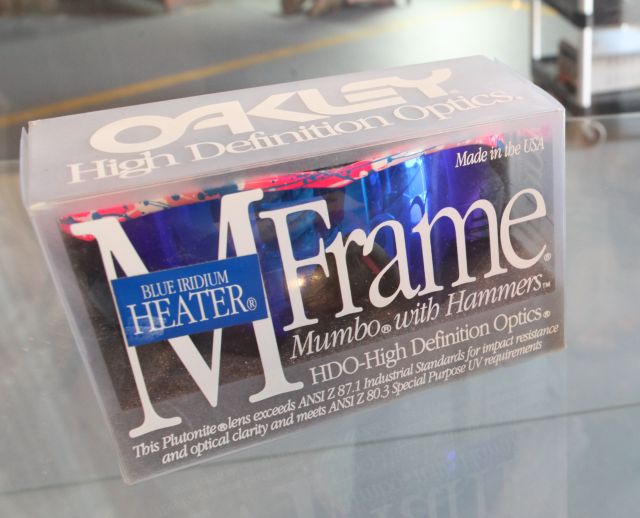 OAKLEY®
High Definition Optics®
Made in the USA
M Frame®
BLUE IRIDIUM
HEATER®
Mumbo® with Hammers™
HDO-High Definition Optics®
This Plutonite® lens exceeds ANSI Z 87.1 Industrial Standards for impact resistance
and optical clarity and meets ANSI Z 80.3 Special Purpose UV requirements